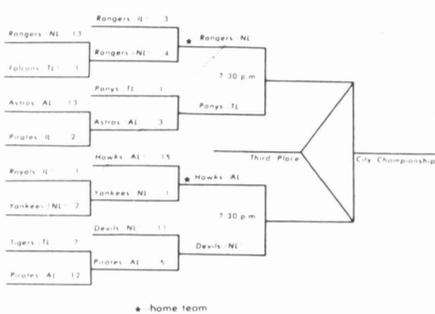 Rangers IL 3
Rangers NL 13
Rangers NL 4
Falcons TL 1
* Rangers NL
7:30 p.m.
Astros AL 13
Ponys TL 1
Astros AL 3
Pirates IL 2
Ponys TL
Third Place
City Championship
Royals IL 1
Hawks AL 15
Yankees NL 1
Yankees NL 2
* Hawks AL
7:30 p.m.
Tigers TL 7
Devils NL 11
Pirates AL 5
Pirates AL 12
Devils NL
* home team